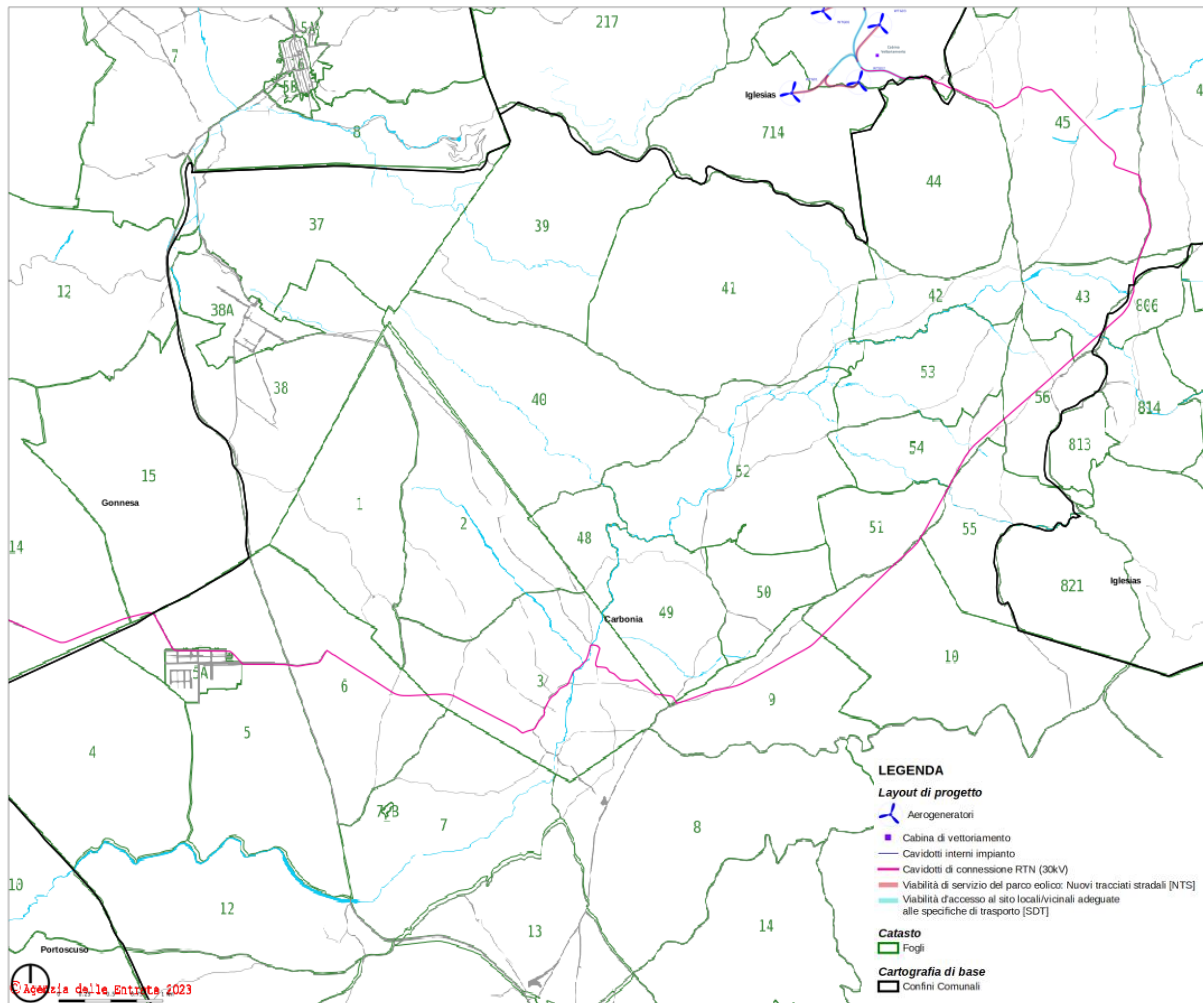 217
5A
7
5B
8
Iglesias
714
45
4
44
37
39
12
38A
41
42
43
806
38
40
53
56
814
15
Gonnesa
1
2
52
54
813
14
48
51
55
50
821
Iglesias
49
Carbonia
10
5A
6
3
9
4
5
7
8
10
12
13
14
Portoscuso
© Agenzia delle Entrate 2023
LEGENDA
Layout di progetto
Aerogeneratori
Cabina di vettoriamento
Cavidotti interni impianto
Cavidotti di connessione RTN (30kV)
Viabilità di servizio del parco eolico: Nuovi tracciati stradali [NTS]
Viabilità d'accesso al sito locali/vicinali adeguate
alle specifiche di trasporto [SDT]
Catasto
Fogli
Cartografia di base
Confini Comunali